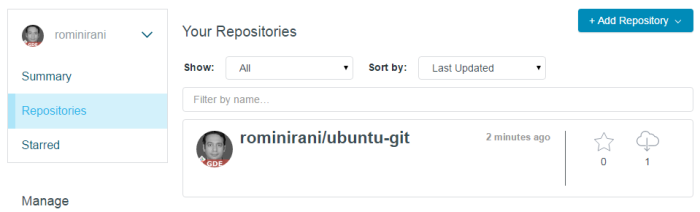 rominirani
Summary
Repositories
Starred
Manage
Your Repositories
+ Add Repository
Show: All Sort by: Last Updated
Filter by name...
rominirani/ubuntu-git 2 minutes ago
GDE
0 1